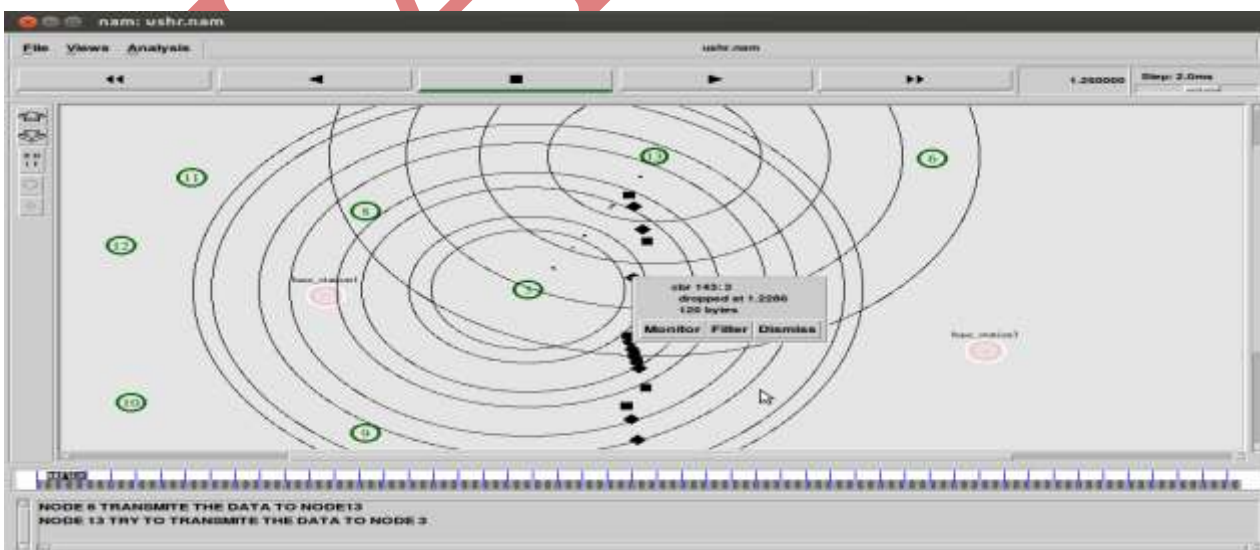 nam: ushr.nam
File Views Analysis
ushr.nam
1.260000
Step: 2.0ms
13
6
11
8
12
3
cbr 143: 3
dropped at 1.2286
120 bytes
Monitor Filter Dismiss
10
9
NODE 6 TRANSMITE THE DATA TO NODE13
NODE 13 TRY TO TRANSMITE THE DATA TO NODE 3